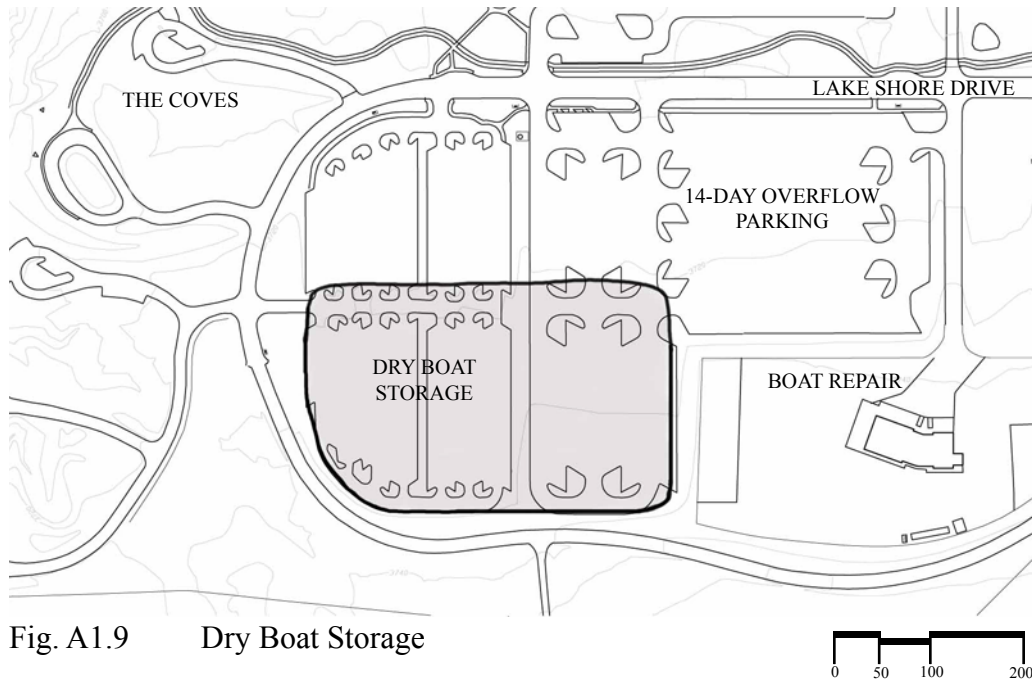 THE COVES
LAKE SHORE DRIVE
14-DAY OVERFLOW
PARKING
DRY BOAT
STORAGE
BOAT REPAIR
Fig. A1.9 Dry Boat Storage
0 50 100 200